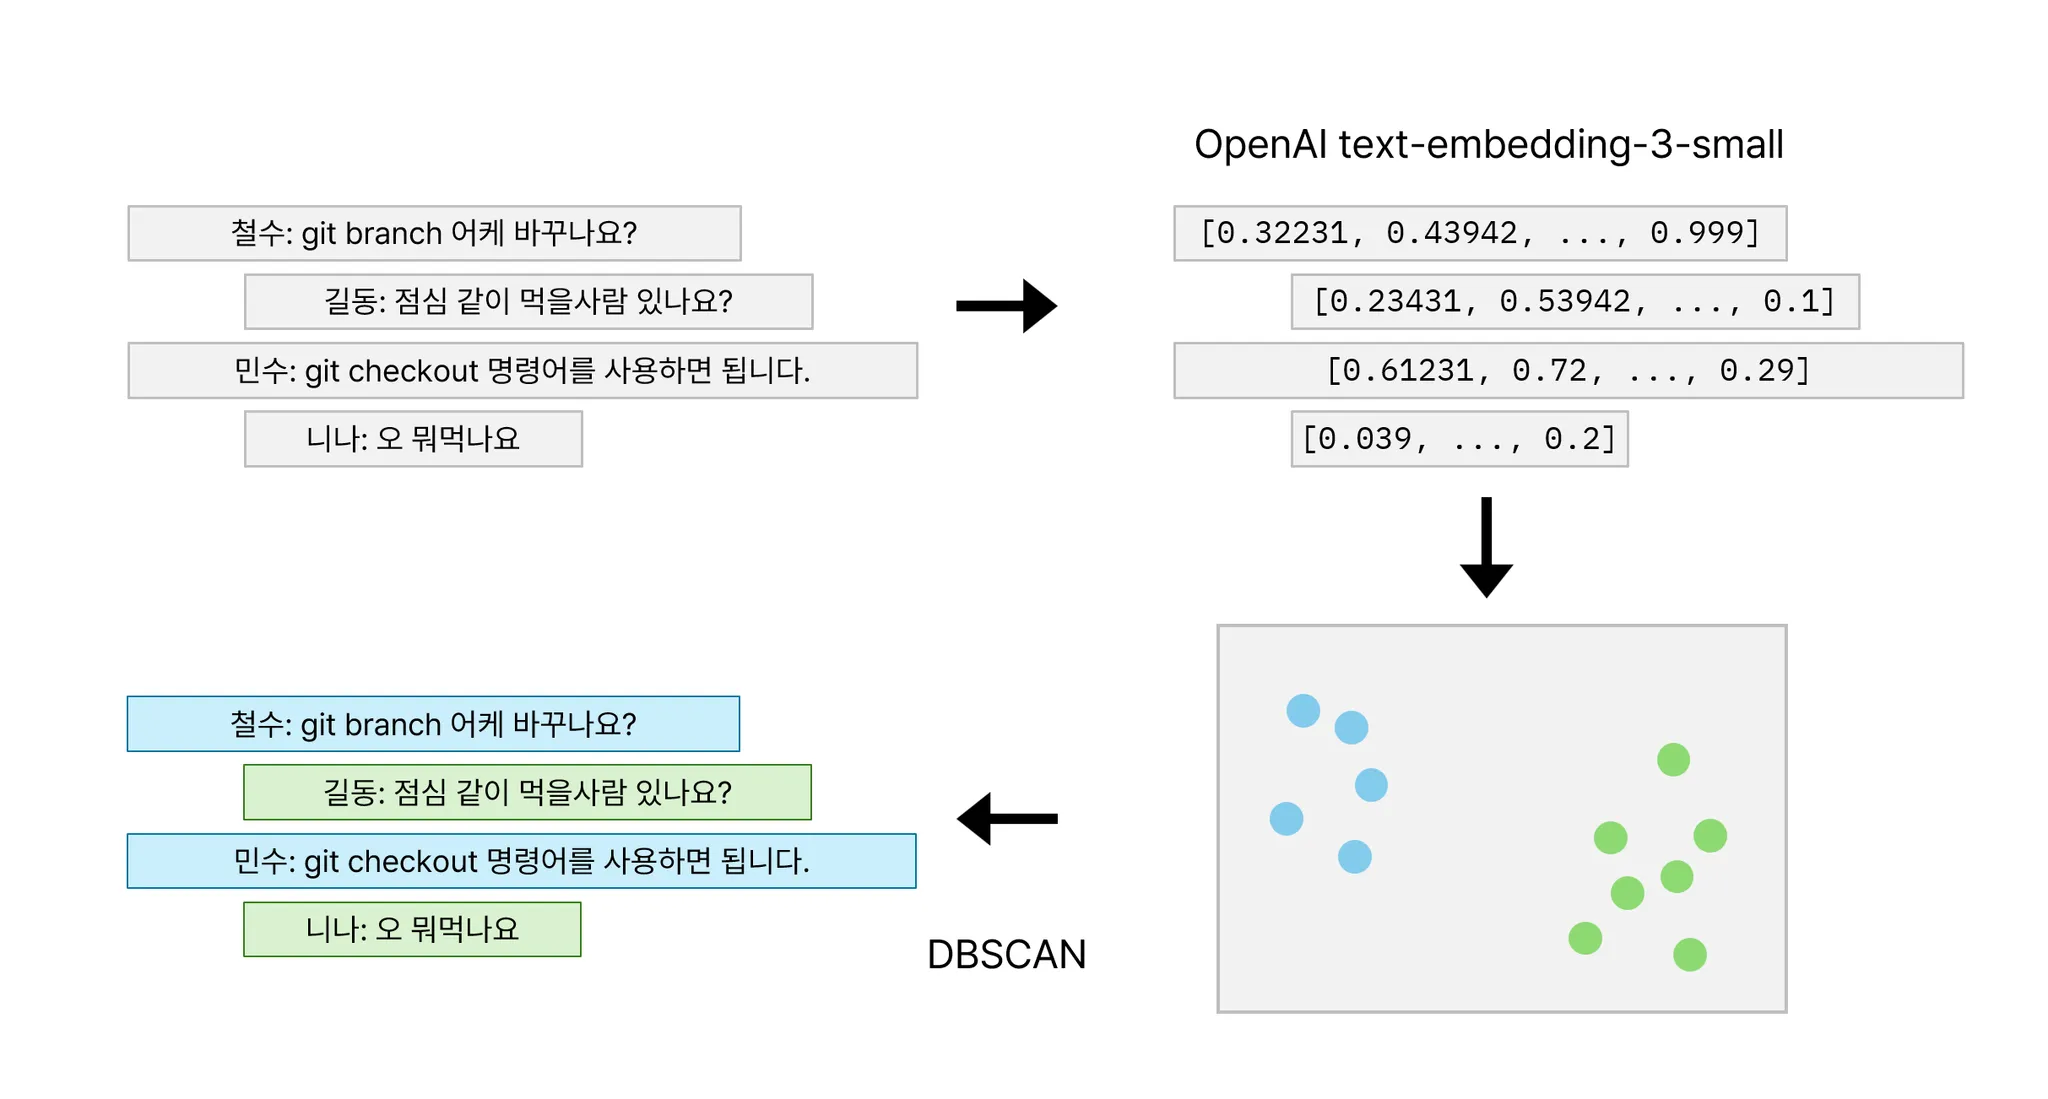 OpenAI text-embedding-3-small
철수: git branch 어케 바꾸나요?
길동: 점심 같이 먹을사람 있나요?
민수: git checkout 명령어를 사용하면 됩니다.
니나: 오 뭐먹나요
[0.32231, 0.43942, ..., 0.999]
[0.23431, 0.53942, ..., 0.1]
[0.61231, 0.72, ..., 0.29]
[0.039, ..., 0.2]
철수: git branch 어케 바꾸나요?
길동: 점심 같이 먹을사람 있나요?
민수: git checkout 명령어를 사용하면 됩니다.
니나: 오 뭐먹나요
DBSCAN